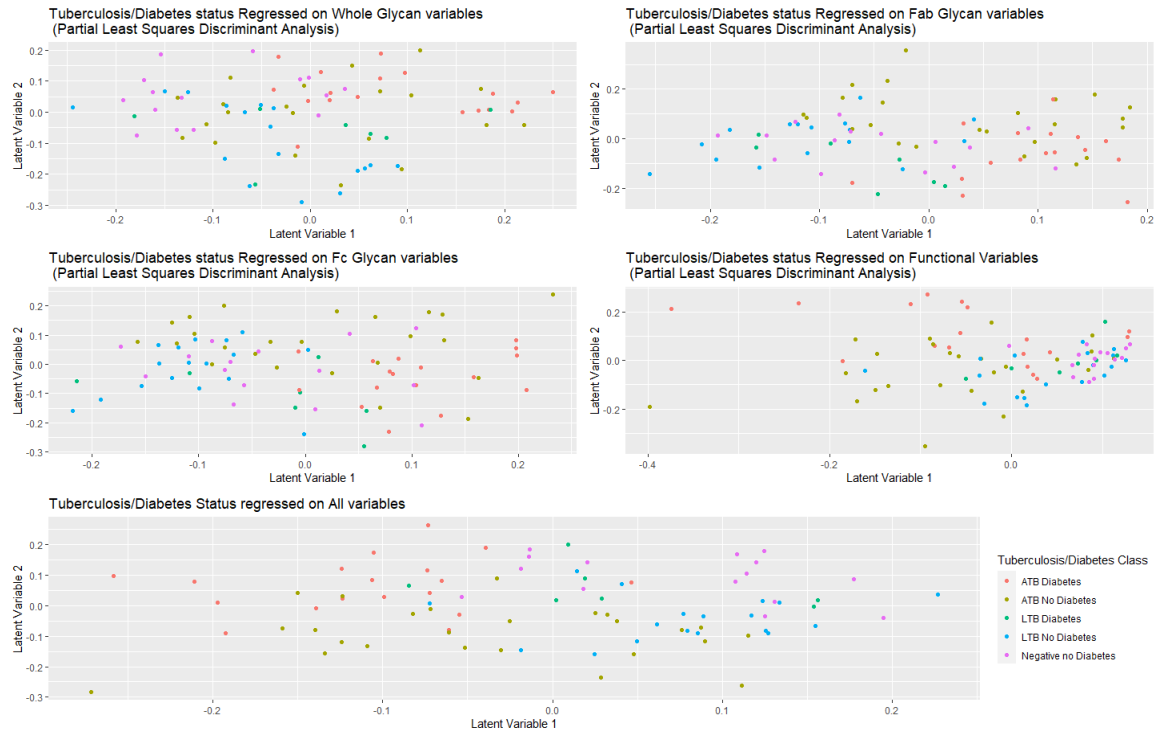 Tuberculosis/Diabetes status Regressed on Whole Glycan variables
(Partial Least Squares Discriminant Analysis)
0.2
0.1
0.0
-0.1
-0.2
-0.3
Latent Variable 2
-0.2 -0.1 0.0 0.1 0.2
Latent Variable 1
Tuberculosis/Diabetes status Regressed on Fab Glycan variables
(Partial Least Squares Discriminant Analysis)
0.2
0.0
-0.2
Latent Variable 2
-0.2 -0.1 0.0 0.1 0.2
Latent Variable 1
Tuberculosis/Diabetes status Regressed on Fc Glycan variables
(Partial Least Squares Discriminant Analysis)
0.2
0.1
0.0
-0.1
-0.2
-0.3
Latent Variable 2
-0.2 -0.1 0.0 0.1 0.2
Latent Variable 1
Tuberculosis/Diabetes status Regressed on Functional Variables
(Partial Least Squares Discriminant Analysis)
0.2
0.0
-0.2
Latent Variable 2
-0.4 -0.2 0.0
Latent Variable 1
Tuberculosis/Diabetes Status regressed on All variables
0.2
0.1
0.0
-0.1
-0.2
-0.3
Latent Variable 2
-0.2 -0.1 0.0 0.1 0.2
Latent Variable 1
Tuberculosis/Diabetes Class
ATB Diabetes
ATB No Diabetes
LTB Diabetes
LTB No Diabetes
Negative no Diabetes